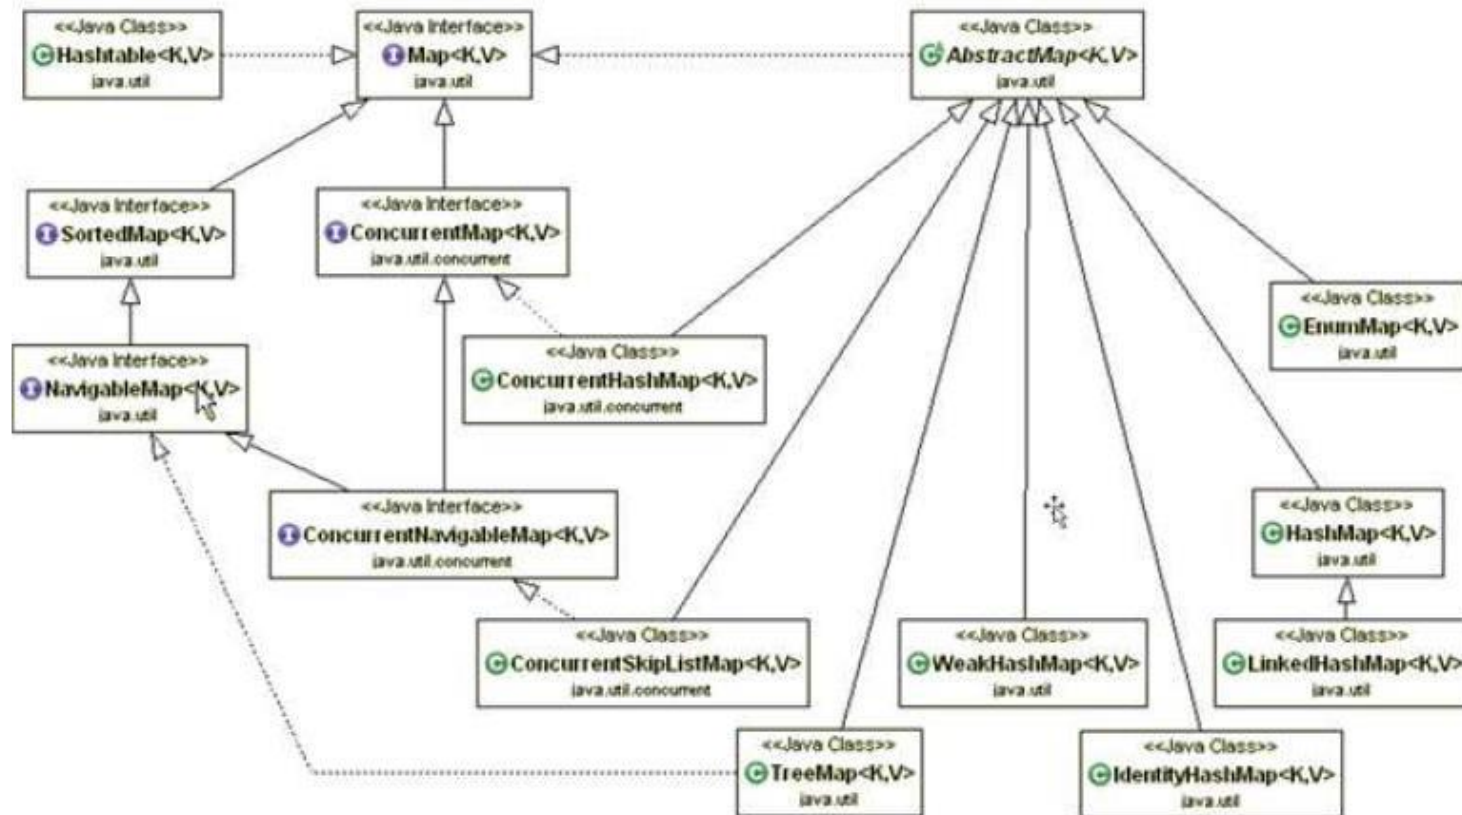 <<Java Class>>
Hashtable<K,V>
java.util
<<Java Interface>>
Map<K,V>
java.util
<<Java Class>>
AbstractMap<K,V>
java.util
<<Java Interface>>
SortedMap<K,V>
java.util
<<Java Interface>>
ConcurrentMap<K,V>
java.util.concurrent
<<Java Class>>
EnumMap<K,V>
java.util
<<Java Interface>>
NavigableMap<K,V>
java.util
<<Java Class>>
ConcurrentHashMap<K,V>
java.util.concurrent
<<Java Interface>>
ConcurrentNavigableMap<K,V>
java.util.concurrent
<<Java Class>>
HashMap<K,V>
java.util
<<Java Class>>
ConcurrentSkipListMap<K,V>
java.util.concurrent
<<Java Class>>
WeakHashMap<K,V>
java.util
<<Java Class>>
LinkedHashMap<K,V>
java.util
<<Java Class>>
TreeMap<K,V>
java.util
<<Java Class>>
IdentityHashMap<K,V>
java.util